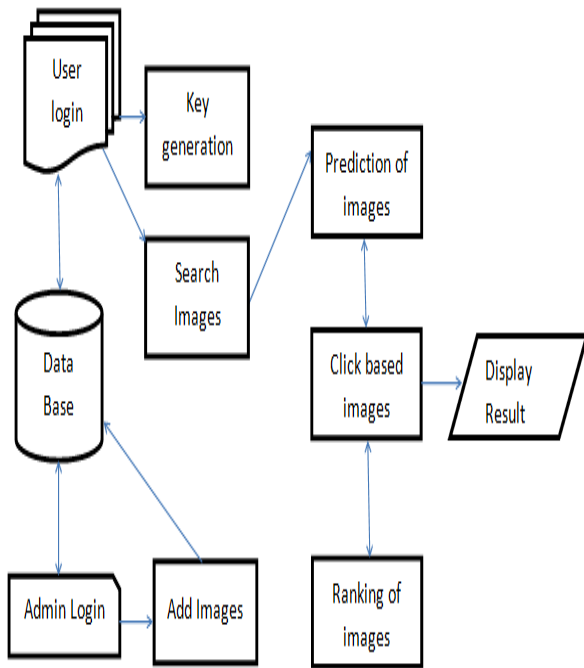 User
login
Key
generation
Prediction of
images
Search
Images
Data
Base
Click based
images
Display
Result
Admin Login
Add Images
Ranking of
images